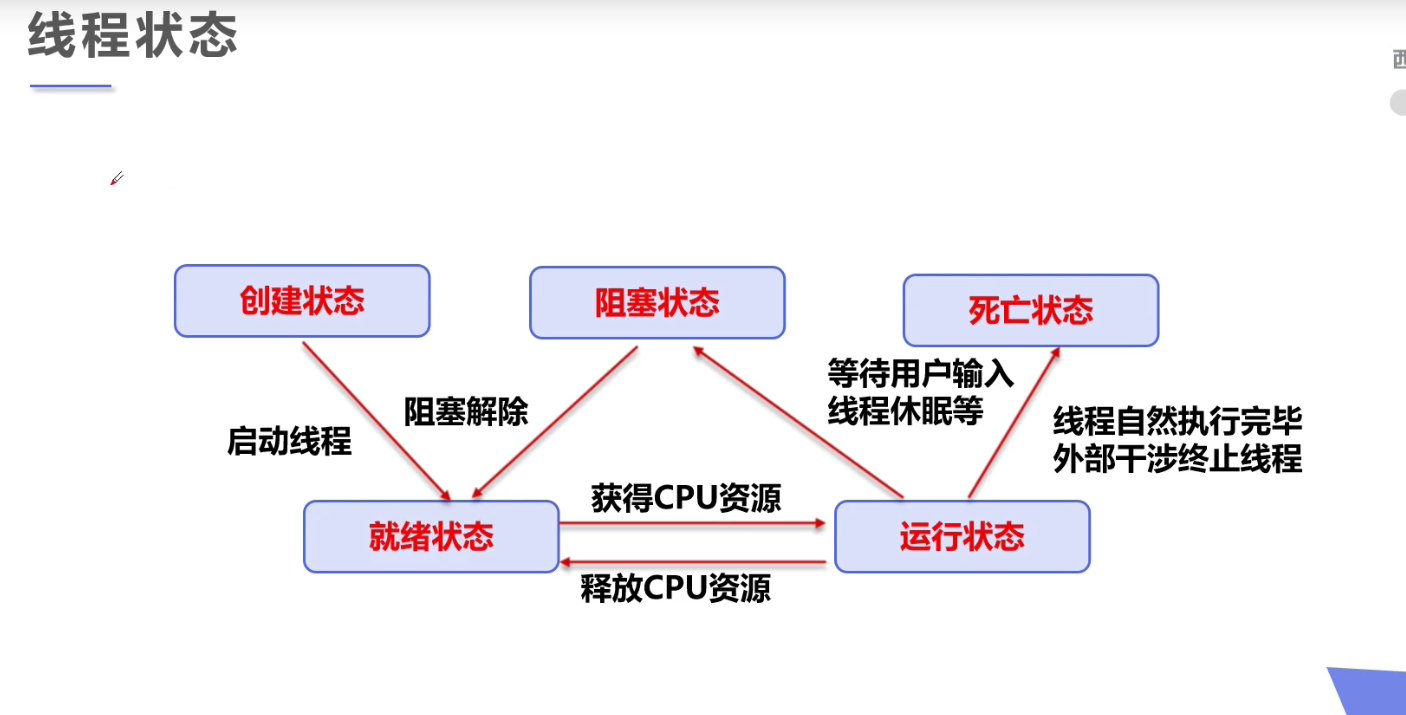 线程状态
创建状态
阻塞状态
死亡状态
等待用户输入
线程休眠等
阻塞解除
启动线程
线程自然执行完毕
外部干涉终止线程
获得CPU资源
就绪状态
运行状态
释放CPU资源